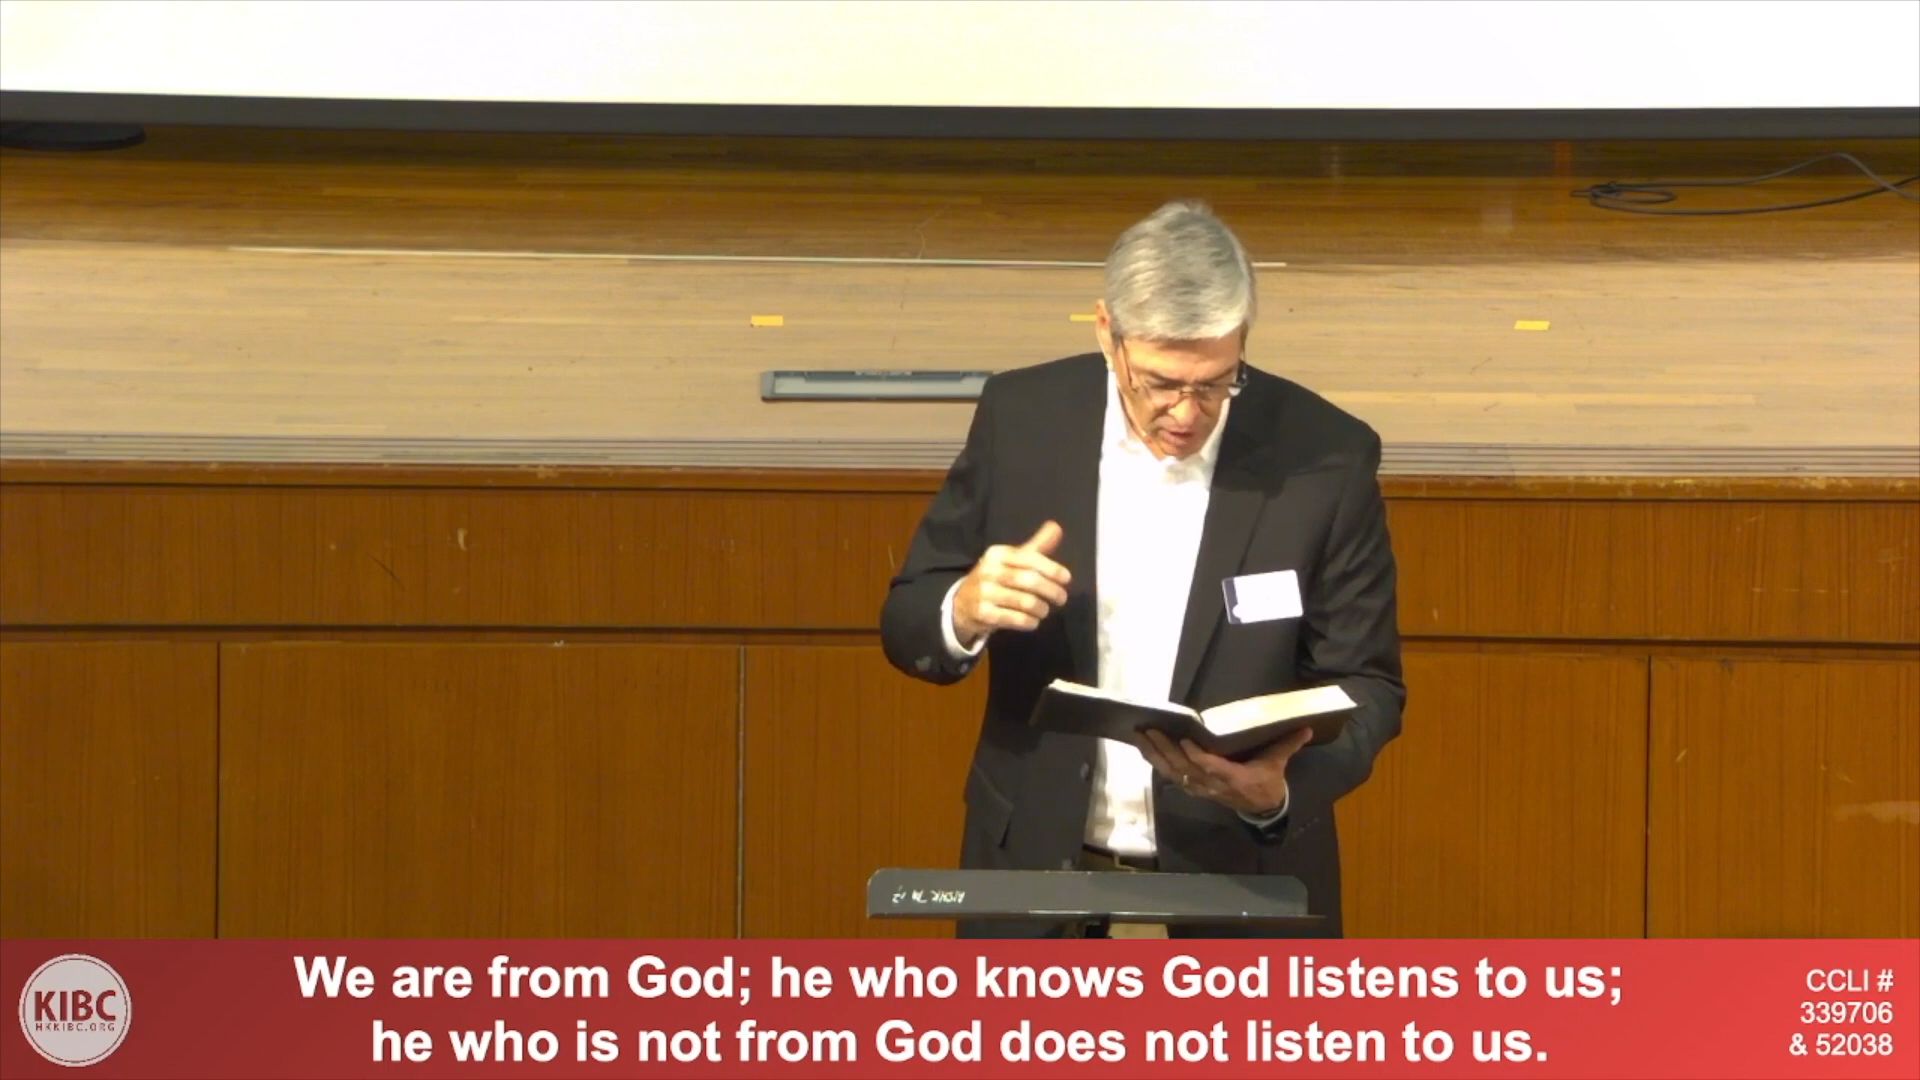 We are from God; he who knows God listens to us;
he who is not from God does not listen to us.
KIBC
HKKIBC.ORG
CCLI #
339706
& 52038